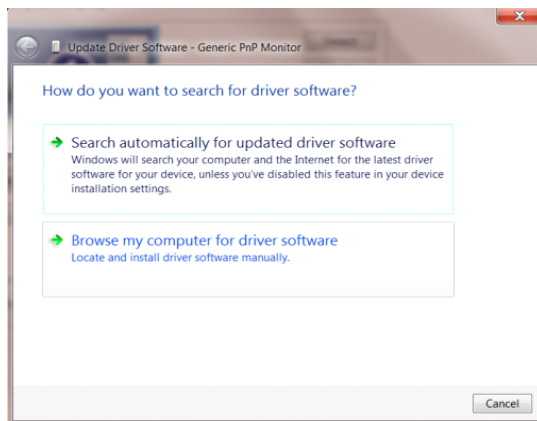 Update Driver Software - Generic PnP Monitor
How do you want to search for driver software?
Search automatically for updated driver software
Windows will search your computer and the Internet for the latest driver
software for your device, unless you've disabled this feature in your device
installation settings.
Browse my computer for driver software
Locate and install driver software manually.
Cancel